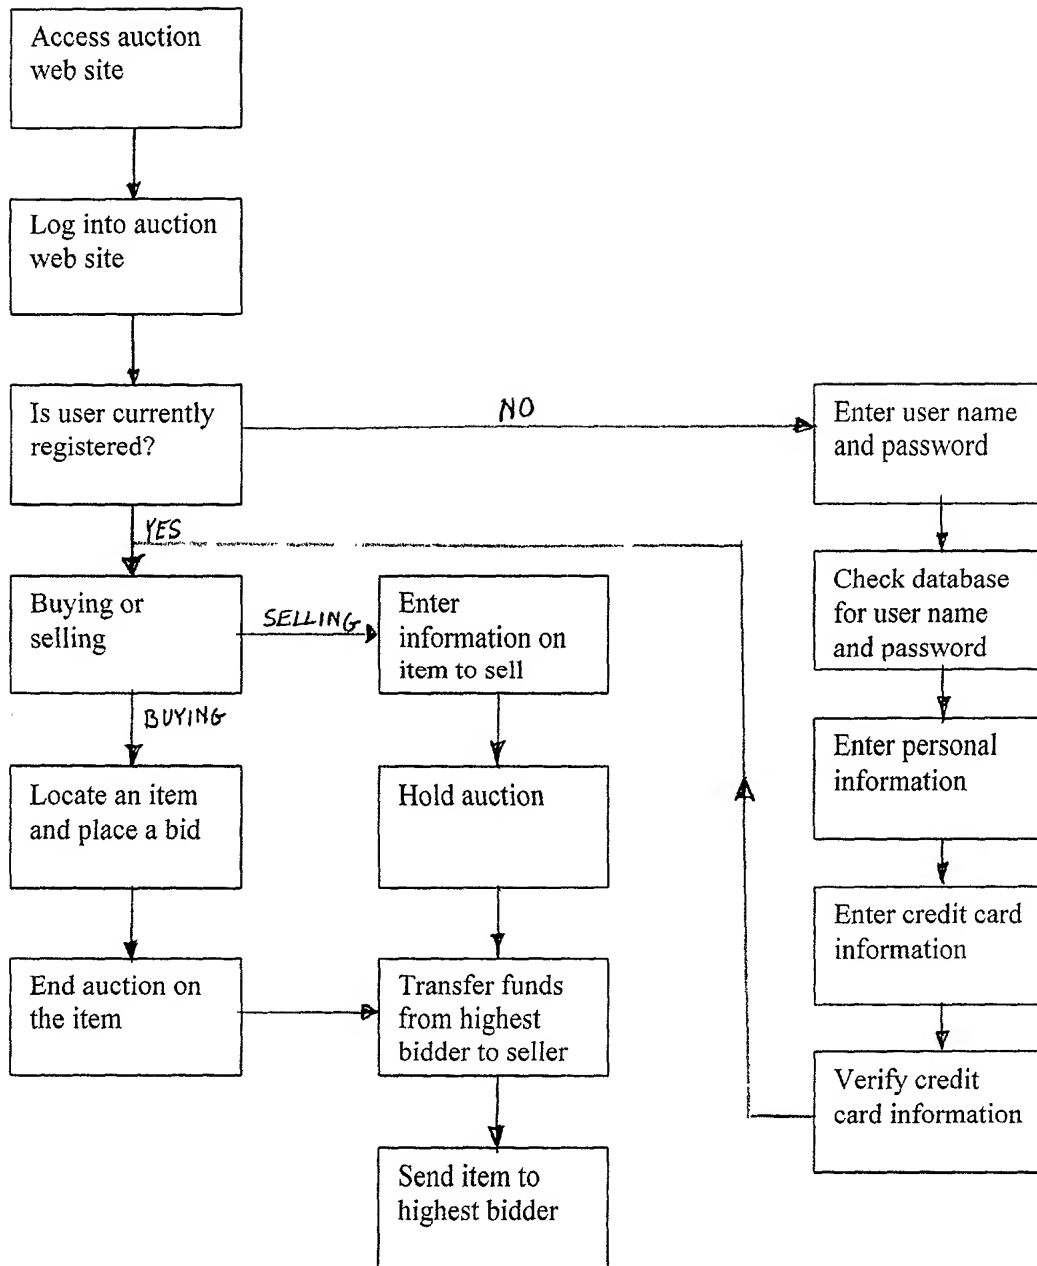 Access auction
web site
Log into auction
web site
Is user currently
registered?
NO
Enter user name
and password
YES
Check database
for user name
and password
Buying or
selling
SELLING
Enter
information on
item to sell
BUYING
Enter personal
information
Locate an item
and place a bid
Hold auction
Enter credit card
information
End auction on
the item
Transfer funds
from highest
bidder to seller
Verify credit
card information
Send item to
highest bidder